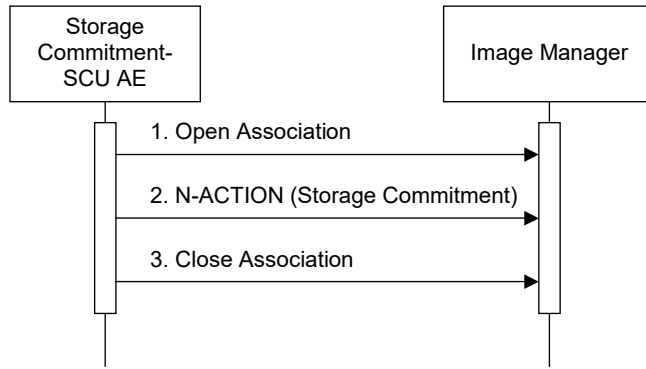 Storage
Commitment-
SCU AE
Image Manager
1. Open Association
2. N-ACTION (Storage Commitment)
3. Close Association